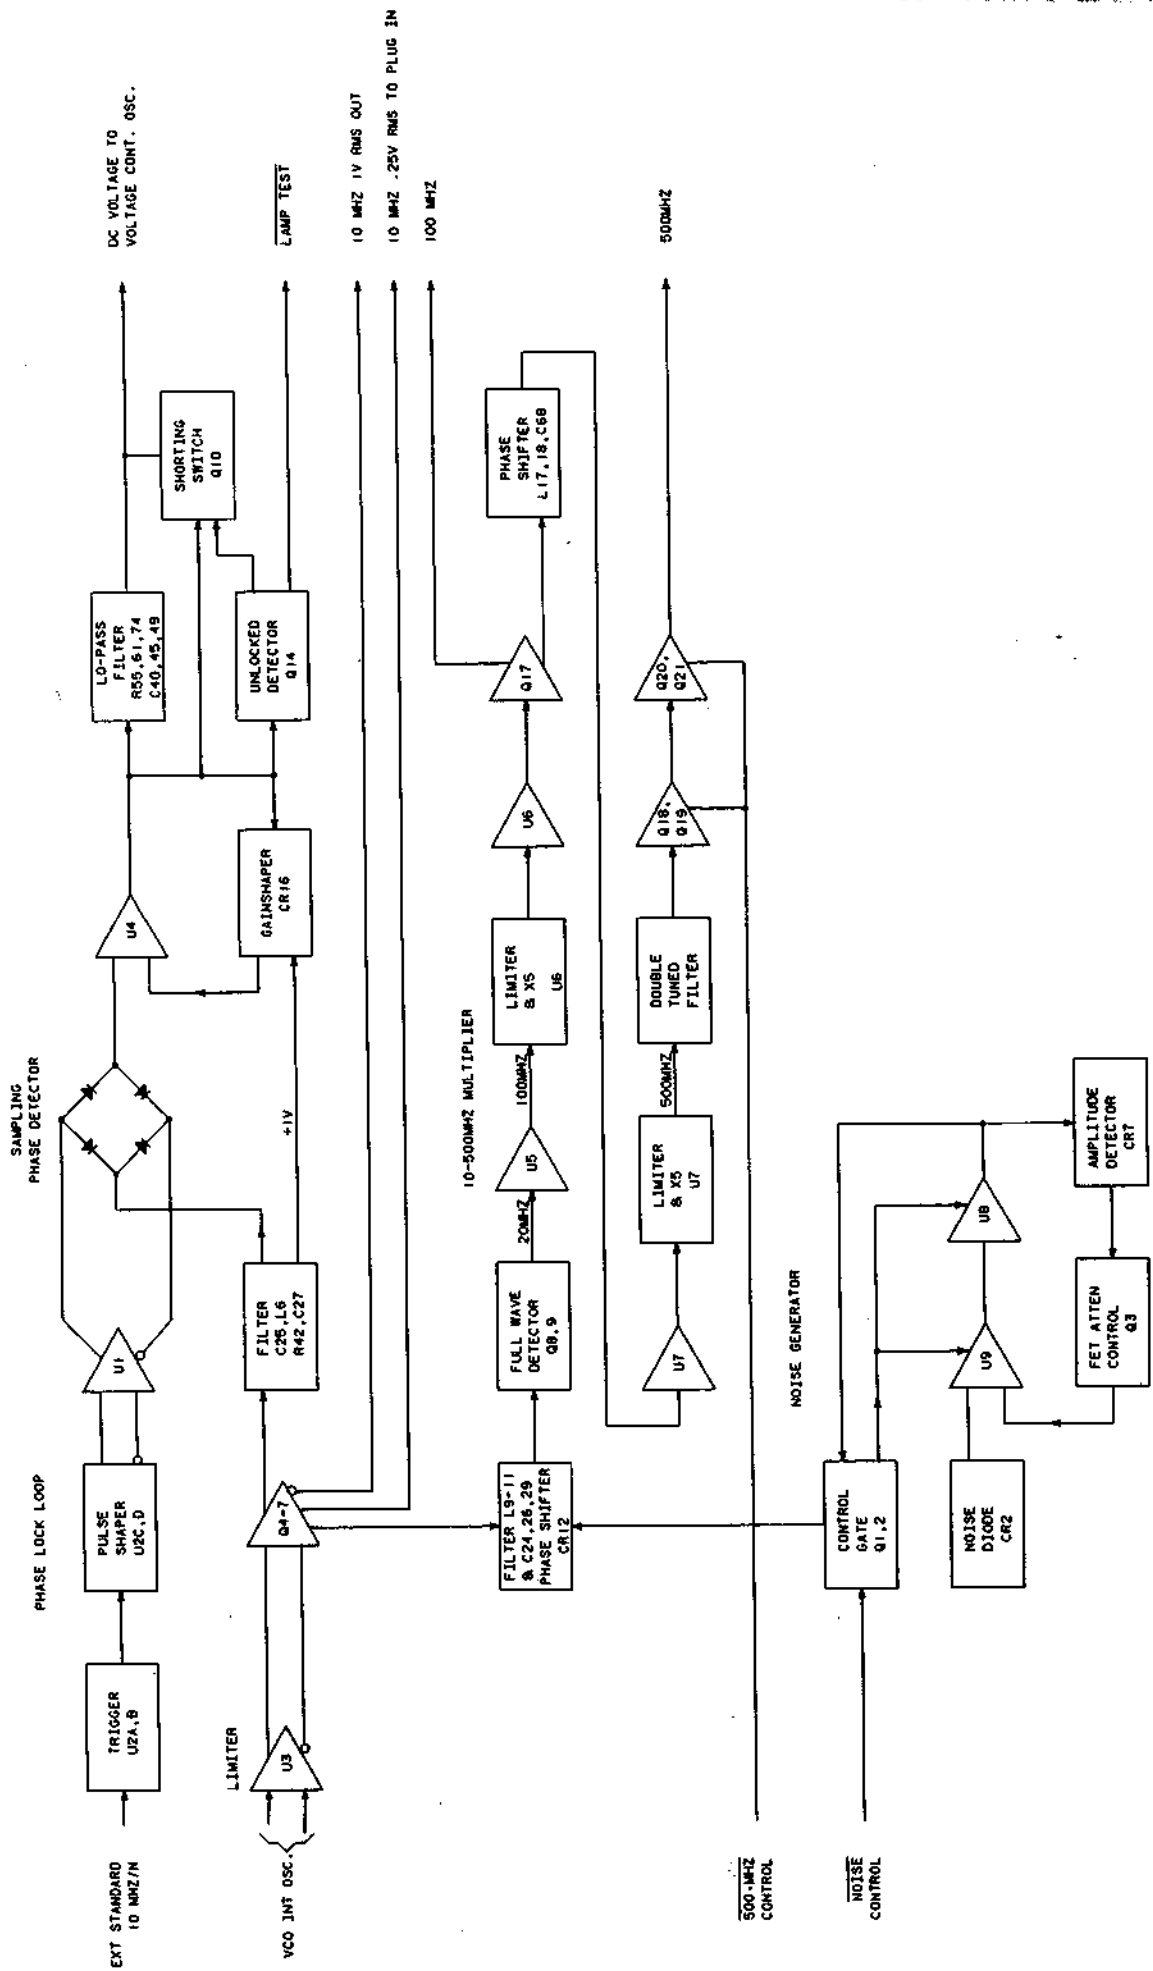 PHASE LOCK LOOP
SAMPLING
PHASE DETECTOR
EXT STANDARD
10 MHZ/N
TRIGGER
U2A,B
PULSE
SHAPER
U2C,D
U1
U4
LO-PASS
FILTER
R55,61,74
C40,45,49
DC VOLTAGE TO
VOLTAGE CONT. OSC.
SHORTING
SWITCH
Q10
LIMITER
VCO INT OSC.
U3
Q4-7
FILTER
C25,L6
R42,C27
+1V
GAINSHAPER
CR16
UNLOCKED
DETECTOR
Q14
LAMP TEST
10 MHZ 1V RMS OUT
10 MHZ .25V RMS TO PLUG IN
100 MHZ
10-500MHZ MULTIPLIER
FILTER L9-11
& C24,26,29
PHASE SHIFTER
CR12
FULL WAVE
DETECTOR
Q8,9
20MHZ
U5
100MHZ
LIMITER
& X5
U6
U6
Q17
PHASE
SHIFTER
L17,18,C68
U7
LIMITER
& X5
U7
500MHZ
DOUBLE
TUNED
FILTER
Q18,
Q19
Q20,
Q21
500MHZ
500-MHZ
CONTROL
NOISE GENERATOR
NOISE
CONTROL
CONTROL
GATE
Q1,2
NOISE
DIODE
CR2
U9
U8
FET ATTEN
CONTROL
Q3
AMPLITUDE
DETECTOR
CR7